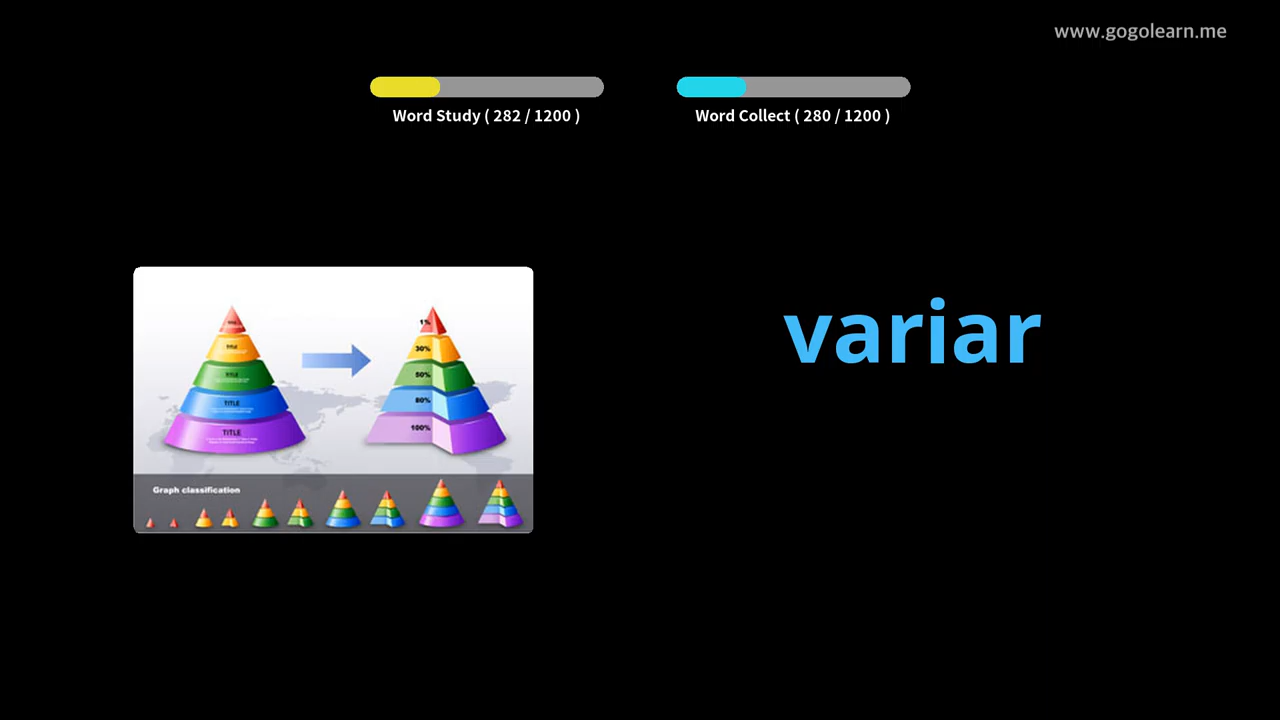 www.gogolearn.me
Word Study ( 282 / 1200 )
Word Collect ( 280 / 1200 )
variar
TITLE
TITLE
TITLE
1%
30%
50%
80%
100%
Graph classification